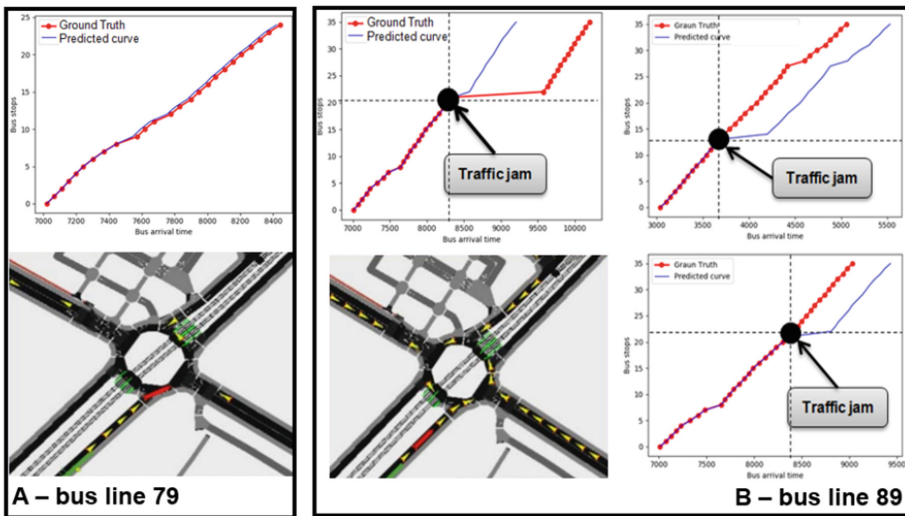 25
20
15
10
5
0
Bus stops
Ground Truth
Predicted curve
7000 7200 7400 7600 7800 8000 8200 8400
Bus arrival time
A – bus line 79
35
30
25
20
15
10
5
0
Bus stops
Ground Truth
Predicted curve
Traffic jam
7000 7500 8000 8500 9000 9500 10000
Bus arrival time
35
30
25
20
15
10
5
0
Bus stops
Graun Truth
Predicted curve
Traffic jam
3000 3500 4000 4500 5000 5500
Bus arrival time
35
30
25
20
15
10
5
0
Bus stops
Graun Truth
Predicted curve
Traffic jam
7000 7500 8000 8500 9000 9500
Bus arrival time
B – bus line 89